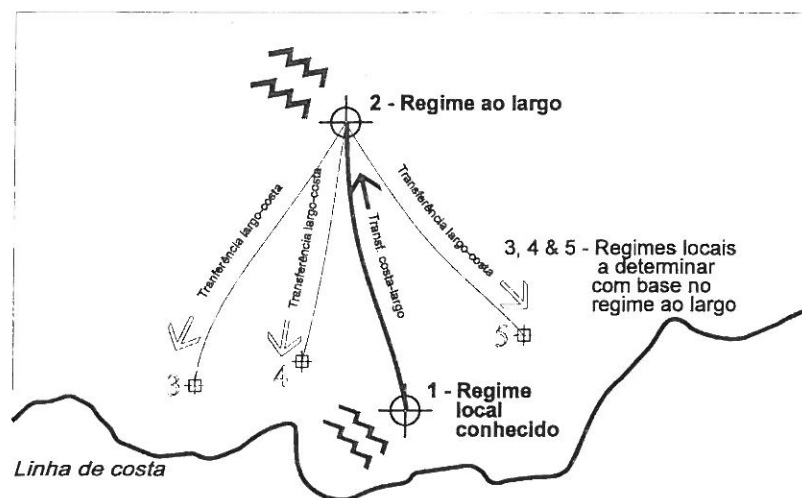 2 - Regime ao largo
Tranferência largo-costa
Transferência largo-costa
Transf. costa-largo
Transferência largo-costa
3, 4 & 5 - Regimes locais
a determinar
com base no
regime ao largo
3
4
5
1 - Regime
local
conhecido
Linha de costa